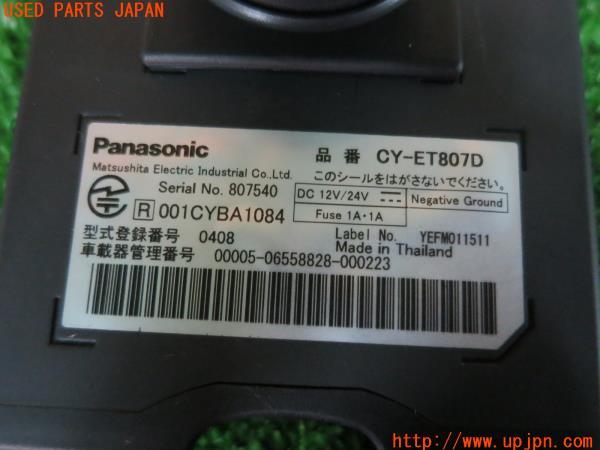 USED PARTS JAPAN
Panasonic
品番 CY-ET807D
Matsushita Electric Industrial Co.,Ltd.
このシールをはがさないでください。
Serial No. 807540
DC 12V/24V
Negative Ground
Fuse 1A・1A
R 001CYBA1084
型式登録番号 0408
Label No. YEFM011511
Made in Thailand
車載器管理番号 00005-06558828-000223
http://www.upjpn.com/